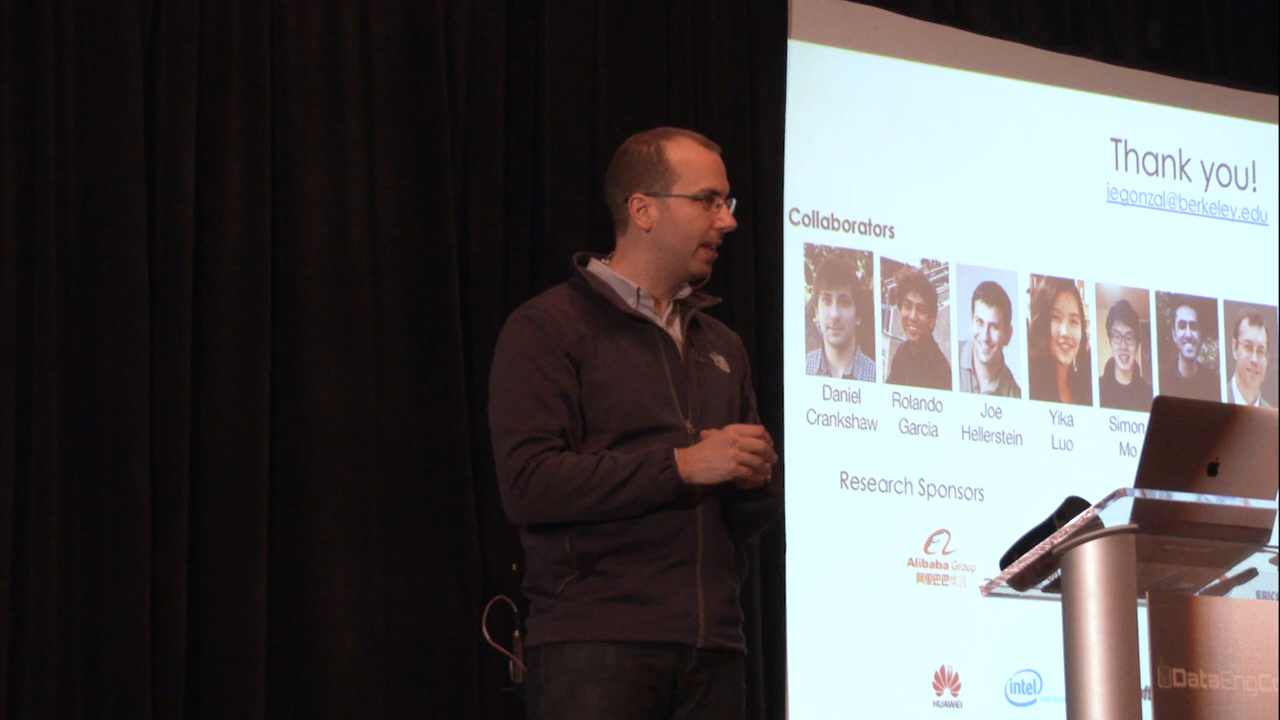 Thank you!
jegonzal@berkeley.edu
Collaborators
Daniel
Crankshaw
Rolando
Garcia
Joe
Hellerstein
Yika
Luo
Simon
Mo
Research Sponsors
Alibaba Group
HUAWEI
intel
DataEngCo